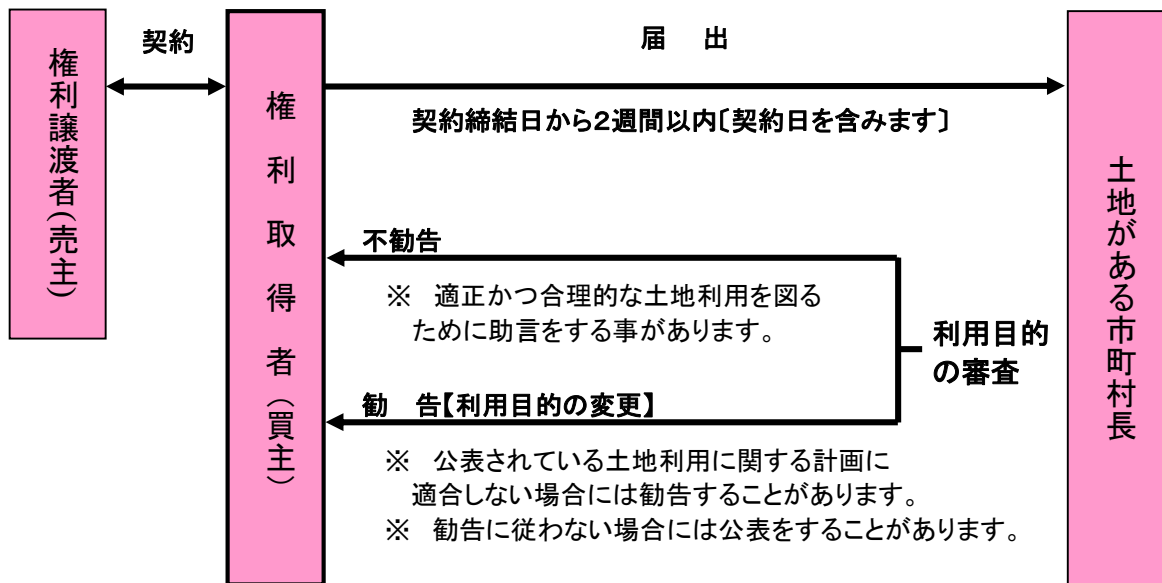 権利譲渡者(売主)
契約
権利取得者(買主)
届 出
契約締結日から2週間以内〔契約日を含みます〕
不勧告
※ 適正かつ合理的な土地利用を図る
ために助言をする事があります。
利用目的
の審査
勧 告【利用目的の変更】
※ 公表されている土地利用に関する計画に
適合しない場合には勧告することがあります。
※ 勧告に従わない場合には公表をすることがあります。
土地がある市町村長